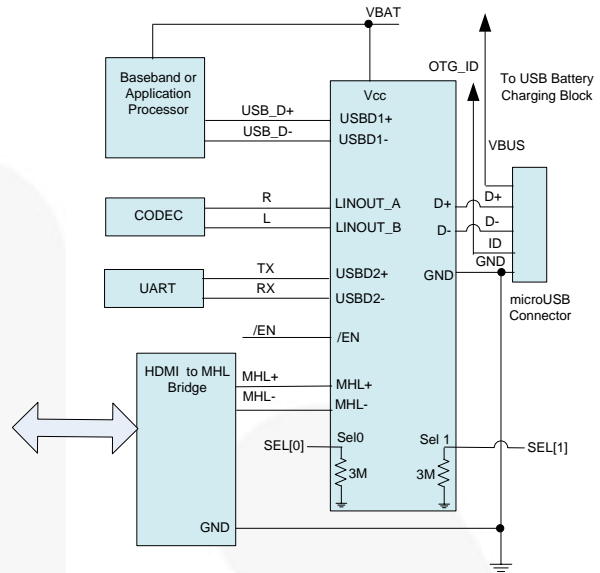 VBAT
OTG_ID
To USB Battery
Charging Block
Baseband or
Application
Processor
Vcc
USB_D+
USBD1+
USB_D-
USBD1-
VBUS
R
LINOUT_A
D+
D+
CODEC
L
LINOUT_B
D-
D-
ID
GND
TX
USBD2+
GND
UART
RX
USBD2-
microUSB
Connector
/EN
/EN
HDMI to MHL
Bridge
MHL+
MHL+
MHL-
MHL-
SEL[0]
Sel0
Sel 1
SEL[1]
3M
3M
GND